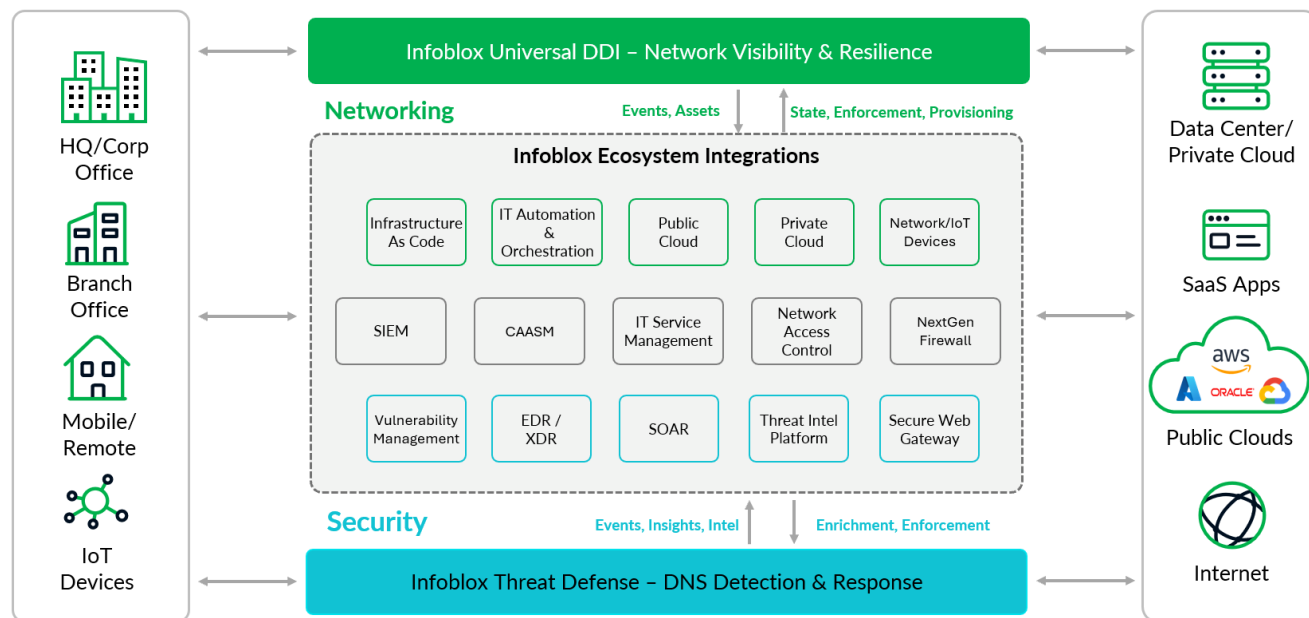 Infoblox Universal DDI – Network Visibility & Resilience
Networking
Events, Assets
State, Enforcement, Provisioning
HQ/Corp
Office
Branch
Office
Mobile/
Remote
IoT
Devices
Infoblox Ecosystem Integrations
Infrastructure
As Code
IT Automation
&
Orchestration
Public
Cloud
Private
Cloud
Network/IoT
Devices
SIEM
CAASM
IT Service
Management
Network
Access
Control
NextGen
Firewall
Vulnerability
Management
EDR /
XDR
SOAR
Threat Intel
Platform
Secure Web
Gateway
Security
Events, Insights, Intel
Enrichment, Enforcement
Infoblox Threat Defense – DNS Detection & Response
Data Center/
Private Cloud
SaaS Apps
aws
ORACLE
Public Clouds
Internet